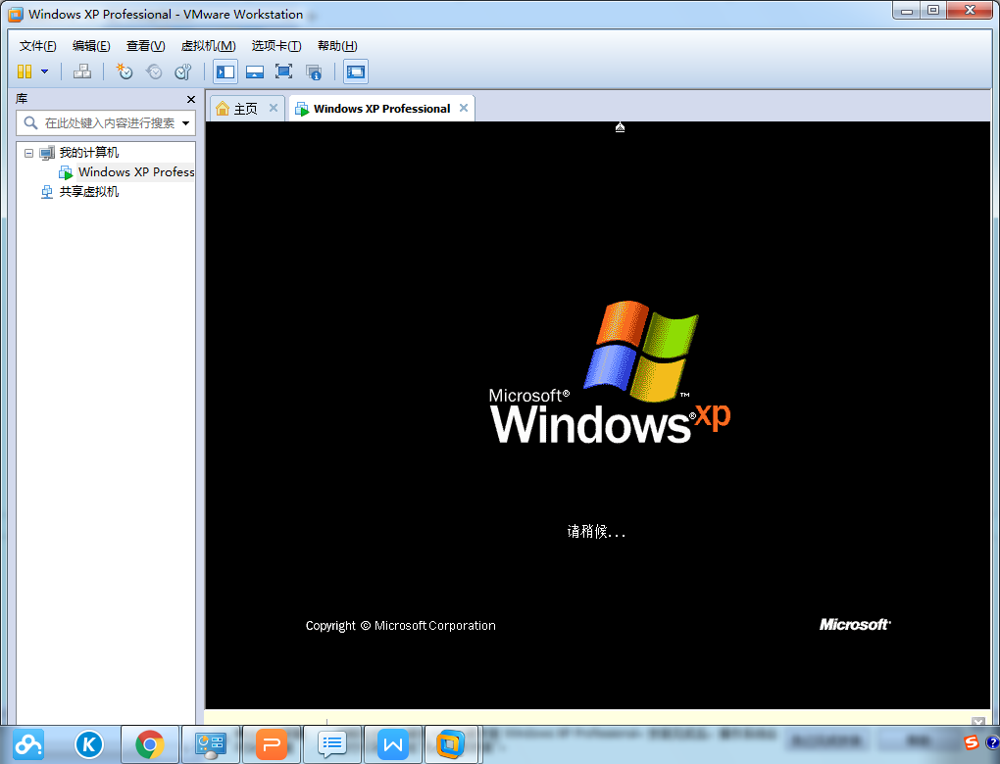 Windows XP Professional - VMware Workstation
文件(F) 编辑(E) 查看(V) 虚拟机(M) 选项卡(T) 帮助(H)
库
在此处键入内容进行搜索
我的计算机
Windows XP Profess
共享虚拟机
主页
Windows XP Professional
Microsoft®
Windows®xp
™
请稍候...
Copyright © Microsoft Corporation
Microsoft®
K
P
W
S
?